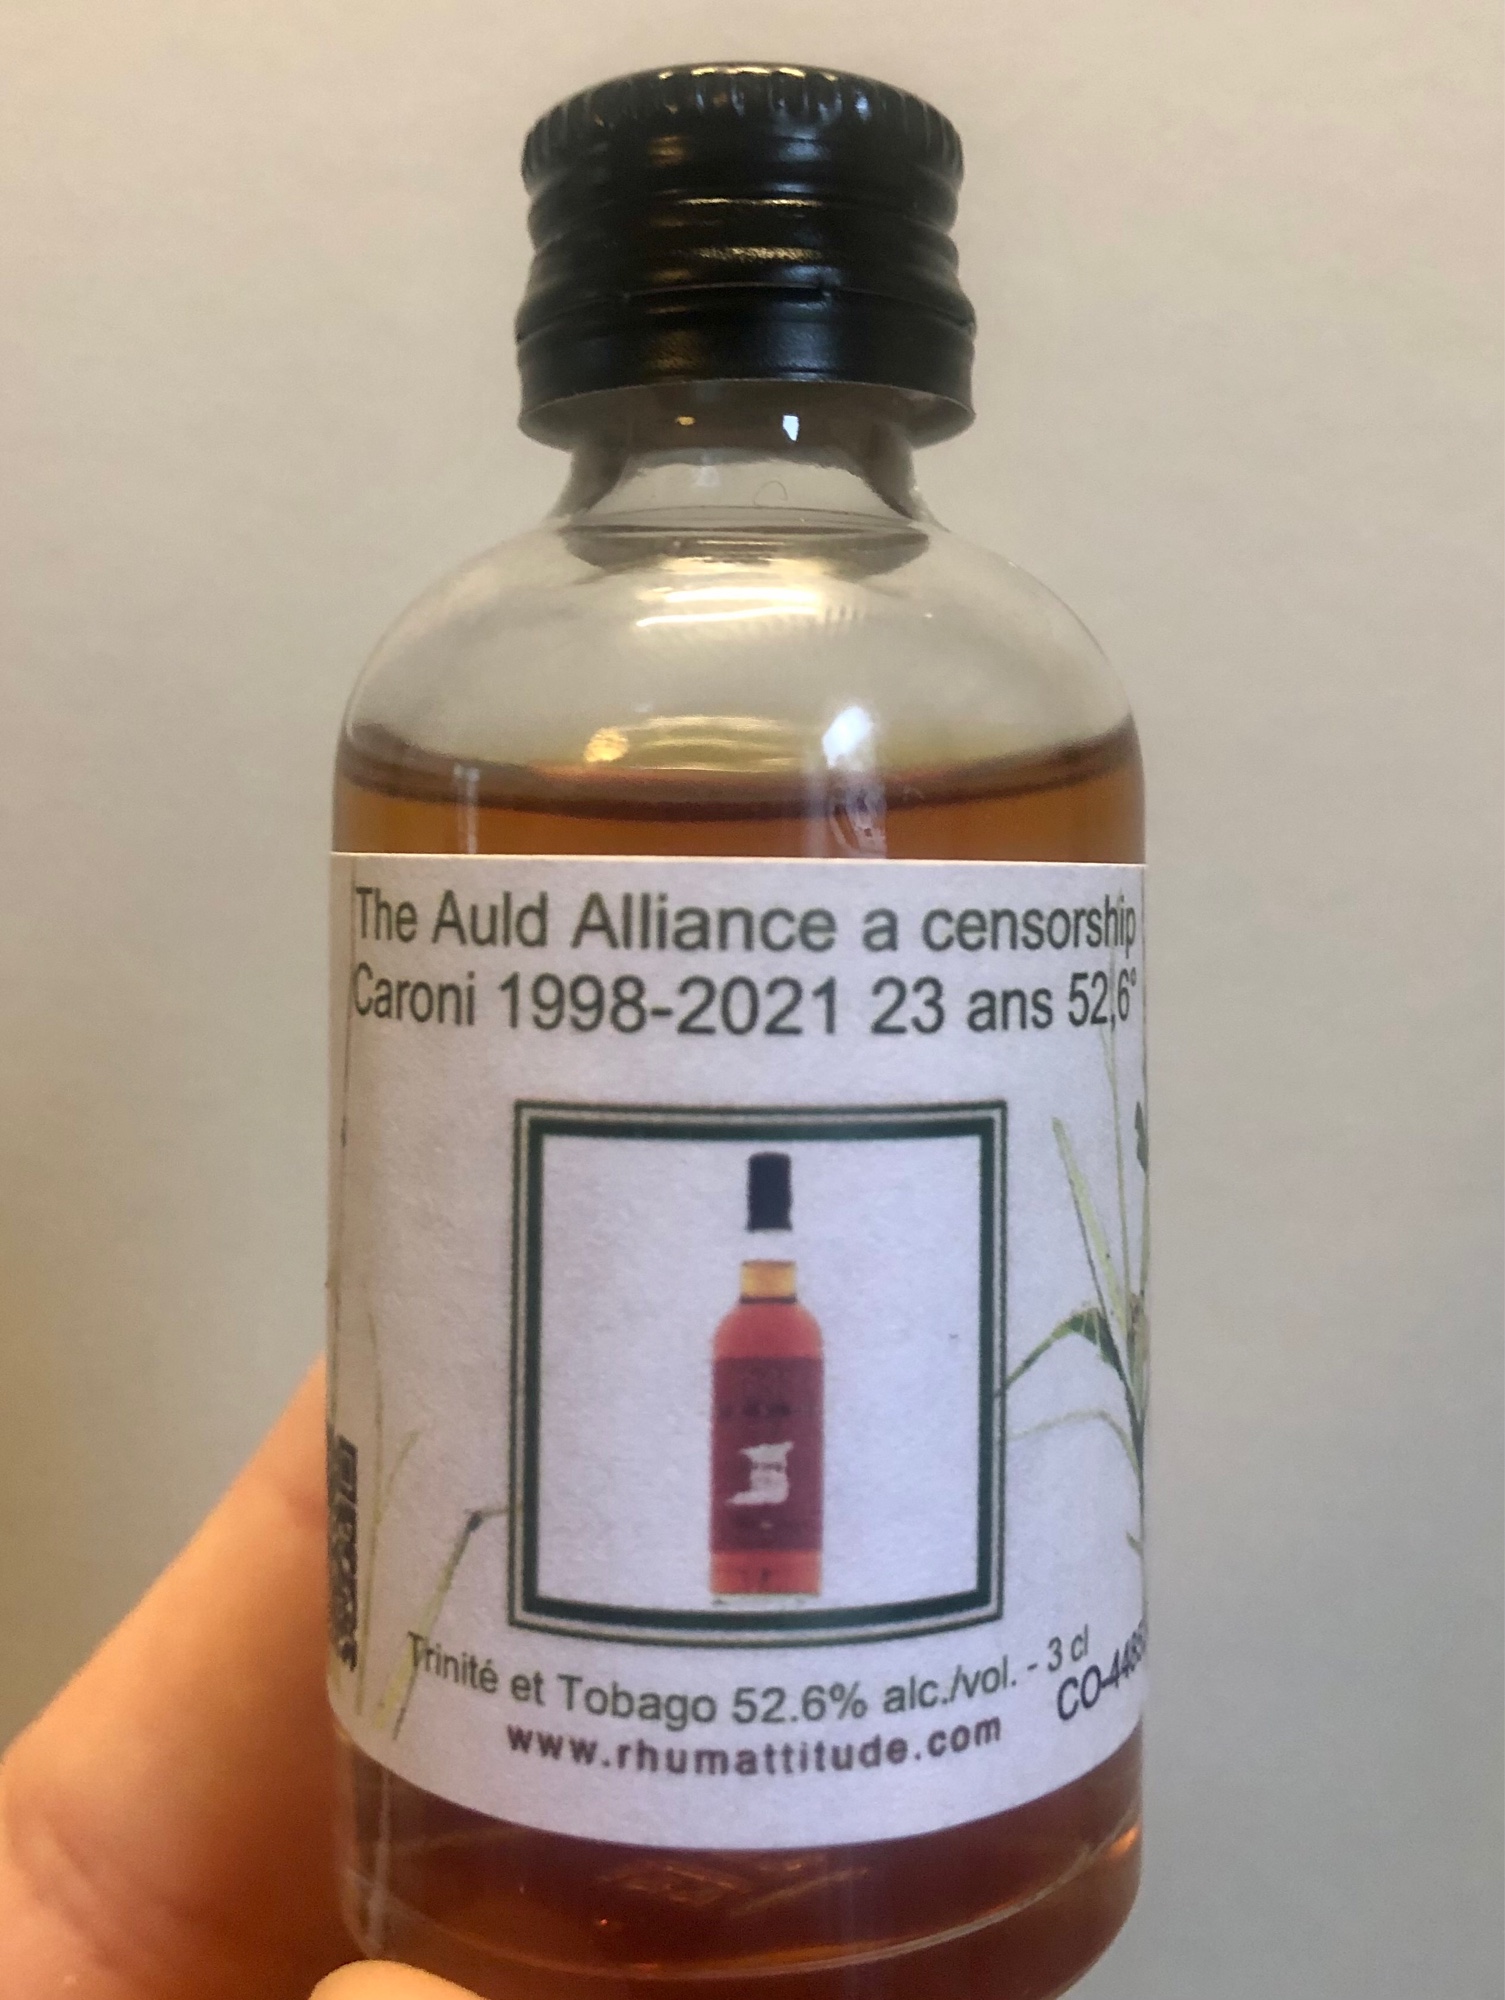 The Auld Alliance a censorship
Caroni 1998-2021 23 ans 52,6°
Trinité et Tobago 52.6% alc./vol. - 3 cl
www.rhumattitude.com